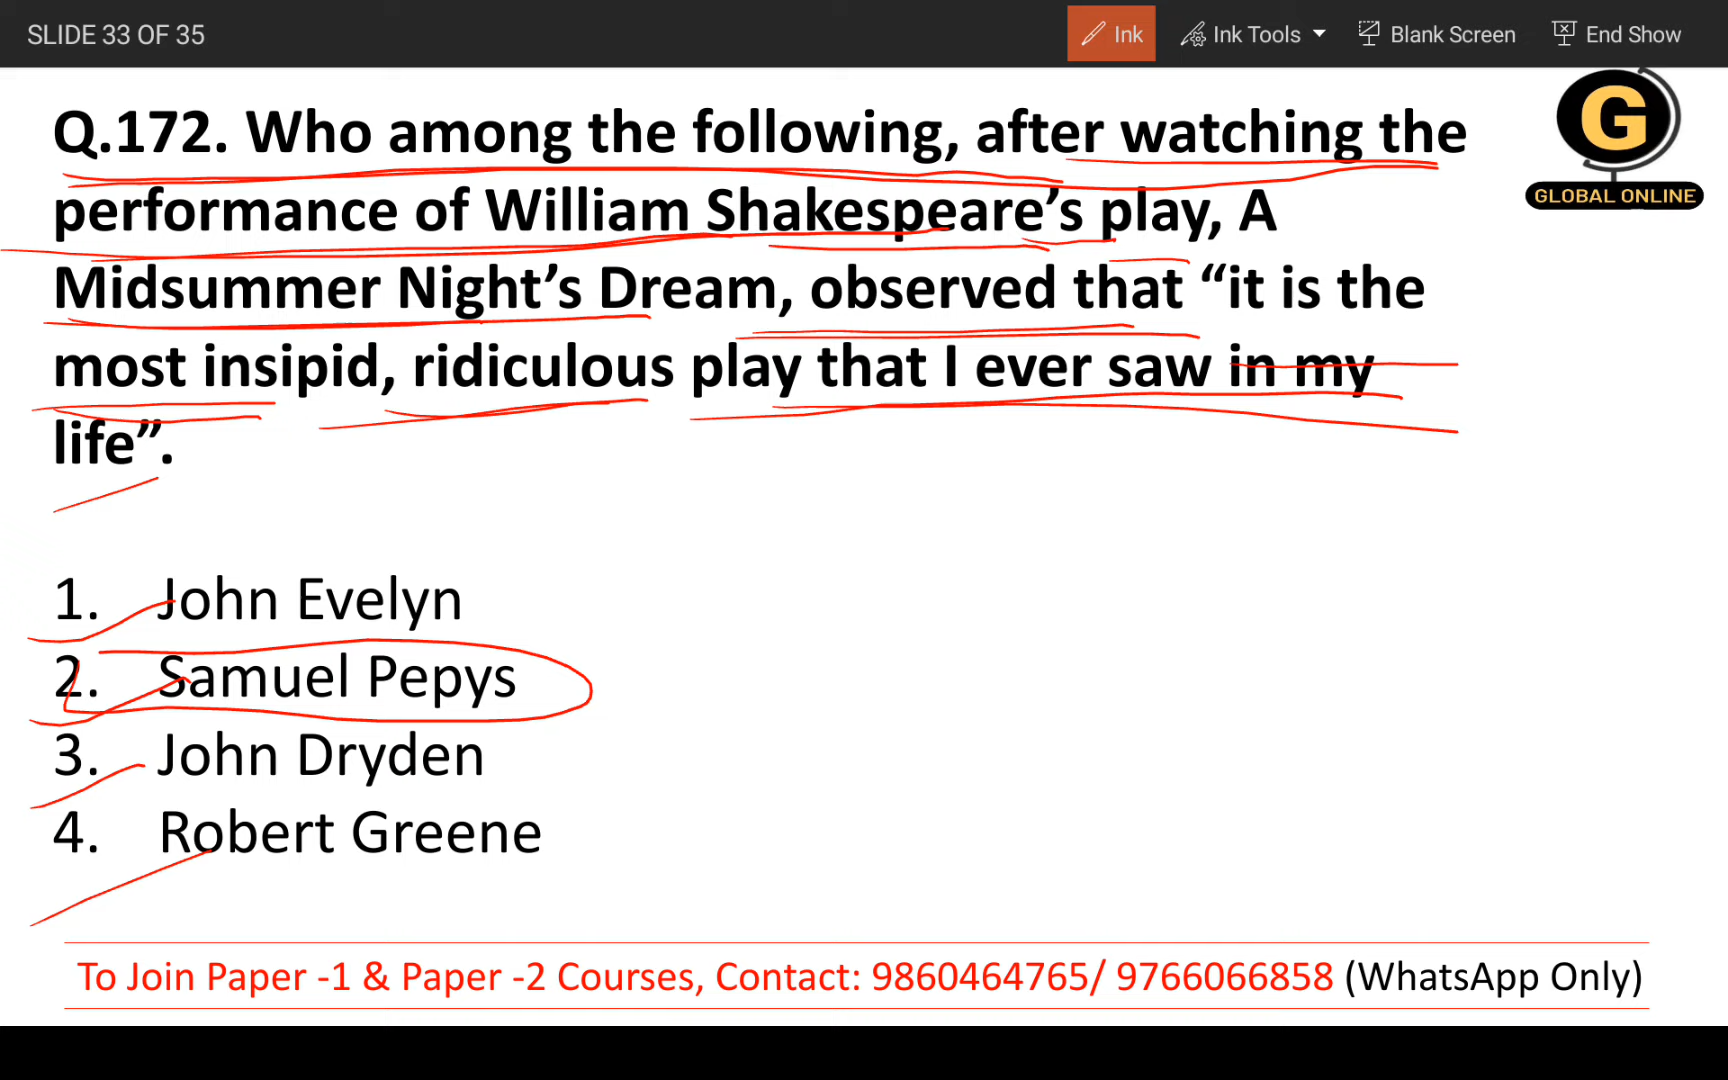 SLIDE 33 OF 35
Ink
Ink Tools
Blank Screen
End Show
G
GLOBAL ONLINE
Q.172. Who among the following, after watching the
performance of William Shakespeare’s play, A
Midsummer Night’s Dream, observed that “it is the
most insipid, ridiculous play that I ever saw in my
life”.
1. John Evelyn
2. Samuel Pepys
3. John Dryden
4. Robert Greene
To Join Paper -1 & Paper -2 Courses, Contact: 9860464765/ 9766066858 (WhatsApp Only)